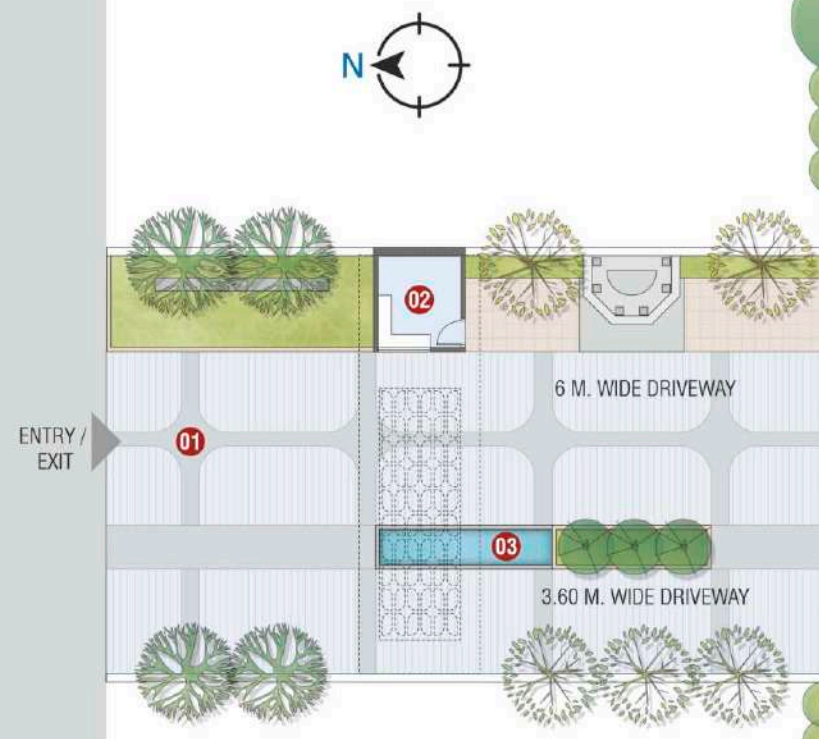 N
02
6 M. WIDE DRIVEWAY
ENTRY /
EXIT
01
03
3.60 M. WIDE DRIVEWAY